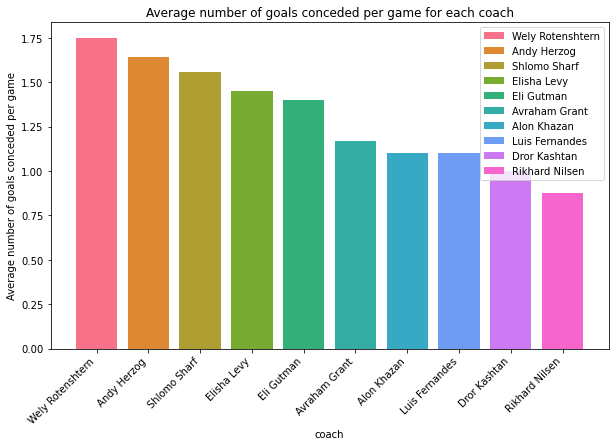 Average number of goals conceded per game for each coach
Wely Rotenshtern
Andy Herzog
Shlomo Sharf
Elisha Levy
Eli Gutman
Avraham Grant
Alon Khazan
Luis Fernandes
Dror Kashtan
Rikhard Nilsen
Average number of goals conceded per game
1.75
1.50
1.25
1.00
0.75
0.50
0.25
0.00
Wely Rotenshtern
Andy Herzog
Shlomo Sharf
Elisha Levy
Eli Gutman
Avraham Grant
Alon Khazan
Luis Fernandes
Dror Kashtan
Rikhard Nilsen
coach